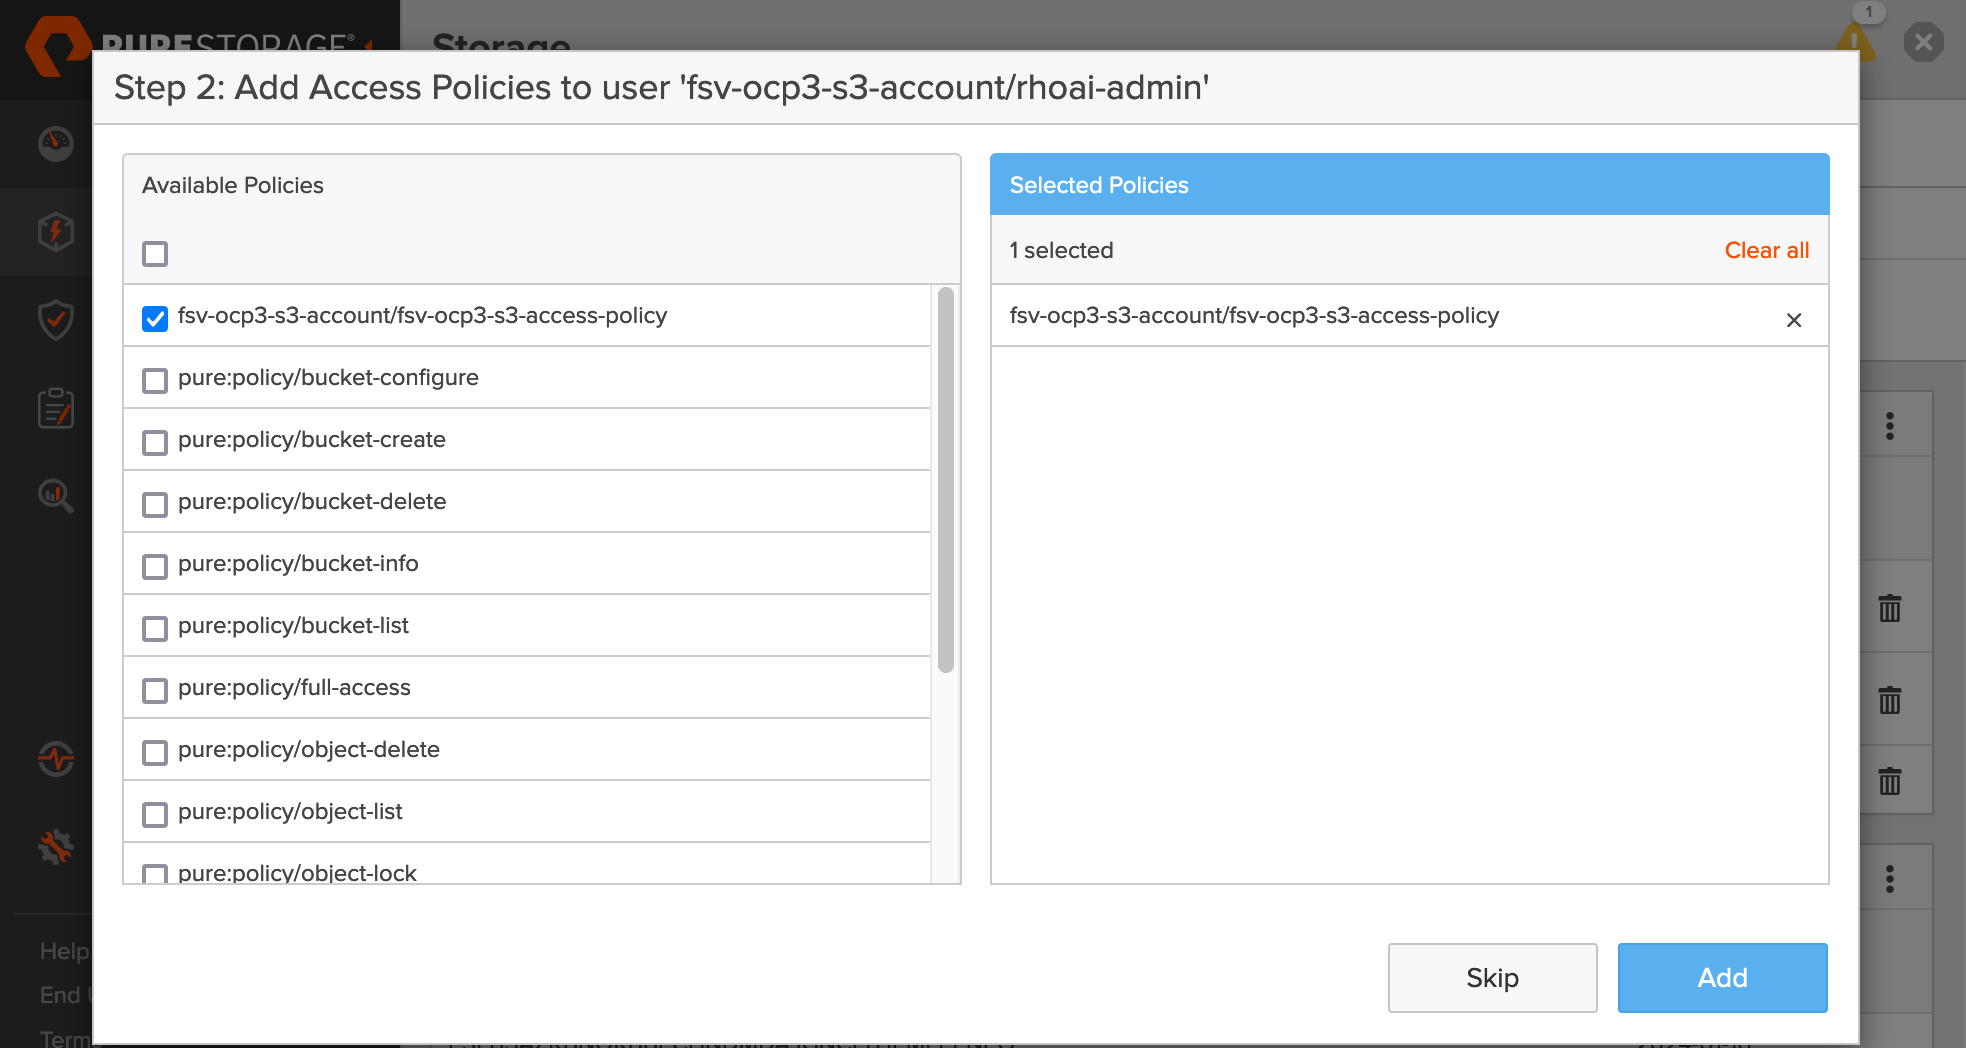 PURESTORAGE®
Storage
1
Step 2: Add Access Policies to user 'fsv-ocp3-s3-account/rhoai-admin'
Available Policies
fsv-ocp3-s3-account/fsv-ocp3-s3-access-policy
pure:policy/bucket-configure
pure:policy/bucket-create
pure:policy/bucket-delete
pure:policy/bucket-info
pure:policy/bucket-list
pure:policy/full-access
pure:policy/object-delete
pure:policy/object-list
pure:policy/object-lock
Selected Policies
1 selected
Clear all
fsv-ocp3-s3-account/fsv-ocp3-s3-access-policy
Skip
Add
Help
End
Term